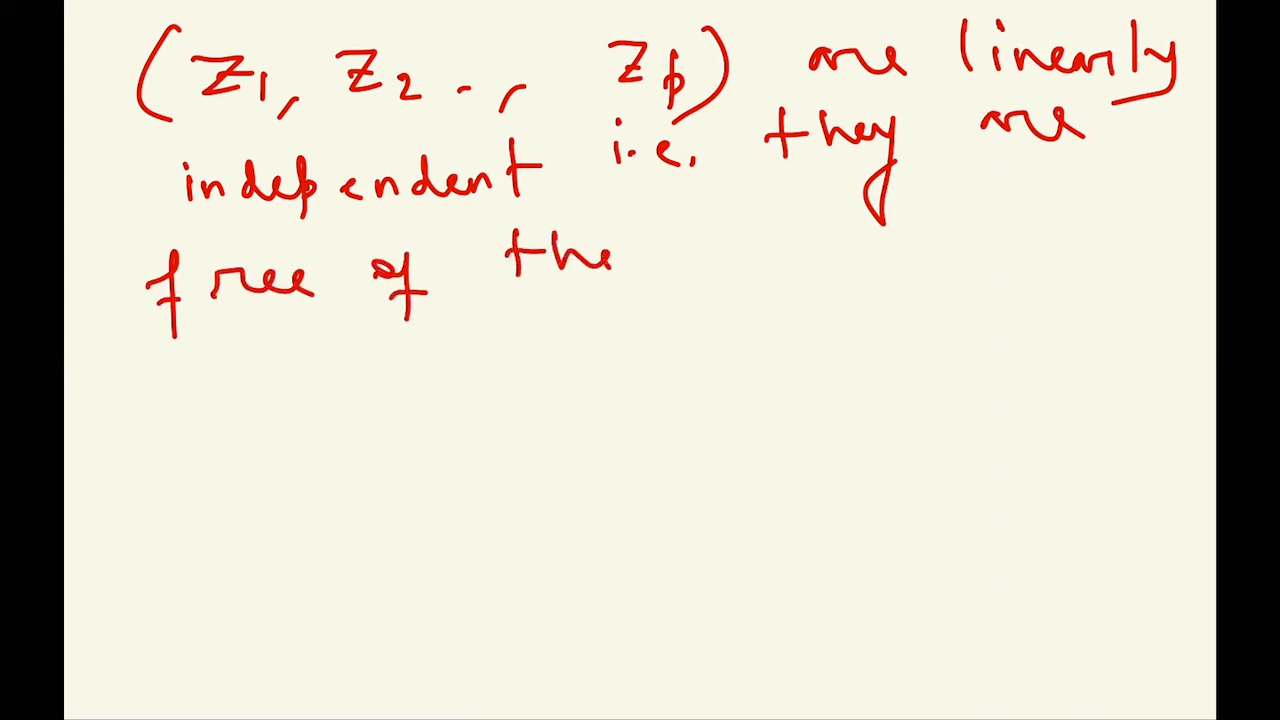 (Z1, Z2 .., Zp) are linearly
independent i.e. they are
free of the